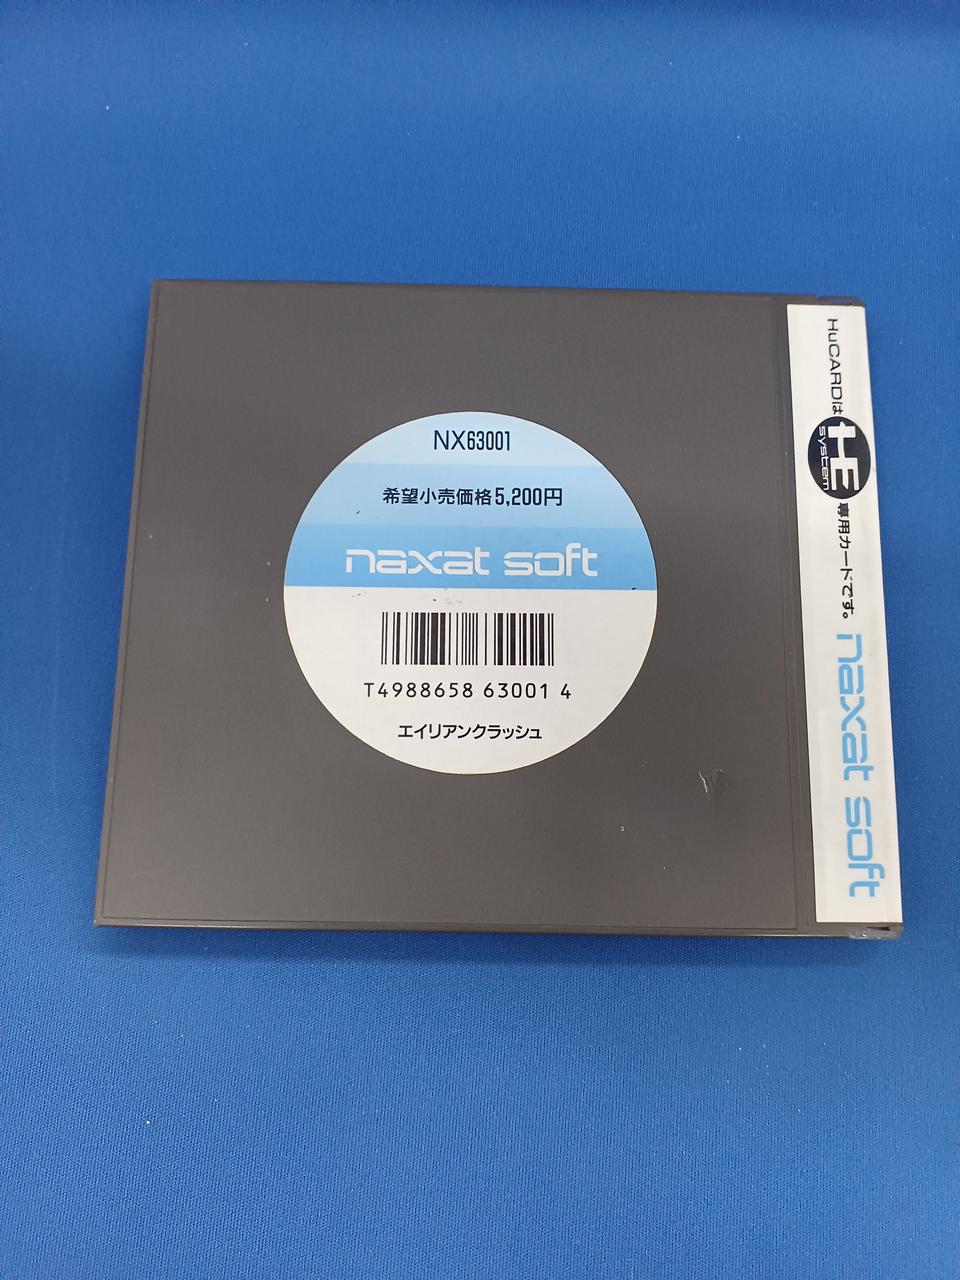 NX63001
希望小売価格5,200円
naxat soft
T4988658 63001 4
エイリアンクラッシュ
HuCARDは HE system 専用カードです。 naxat soft